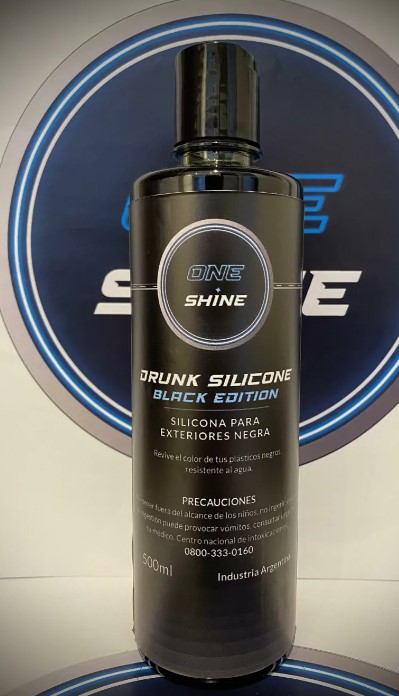 ONE
SHINE
DRUNK SILICONE
BLACK EDITION
SILICONA PARA
EXTERIORES NEGRA
Revive el color de tus plasticos negros,
resistente al agua.
PRECAUCIONES
fuera del alcance de los niños, no
puede provocar vómitos,
médico. Centro nacional de
0800-333-0160
500ml
Industria Argentina